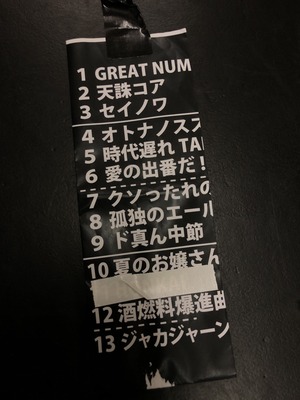 1 GREAT NUM
2 天誅コア
3 セイノワ
4 オトナノスス
5 時代遅れ TAI
6 愛の出番だ!
7 クソったれの
8 孤独のエール
9 ド真ん中節
10 夏のお嬢さん
12 酒燃料爆進曲
13 ジャカジャーン